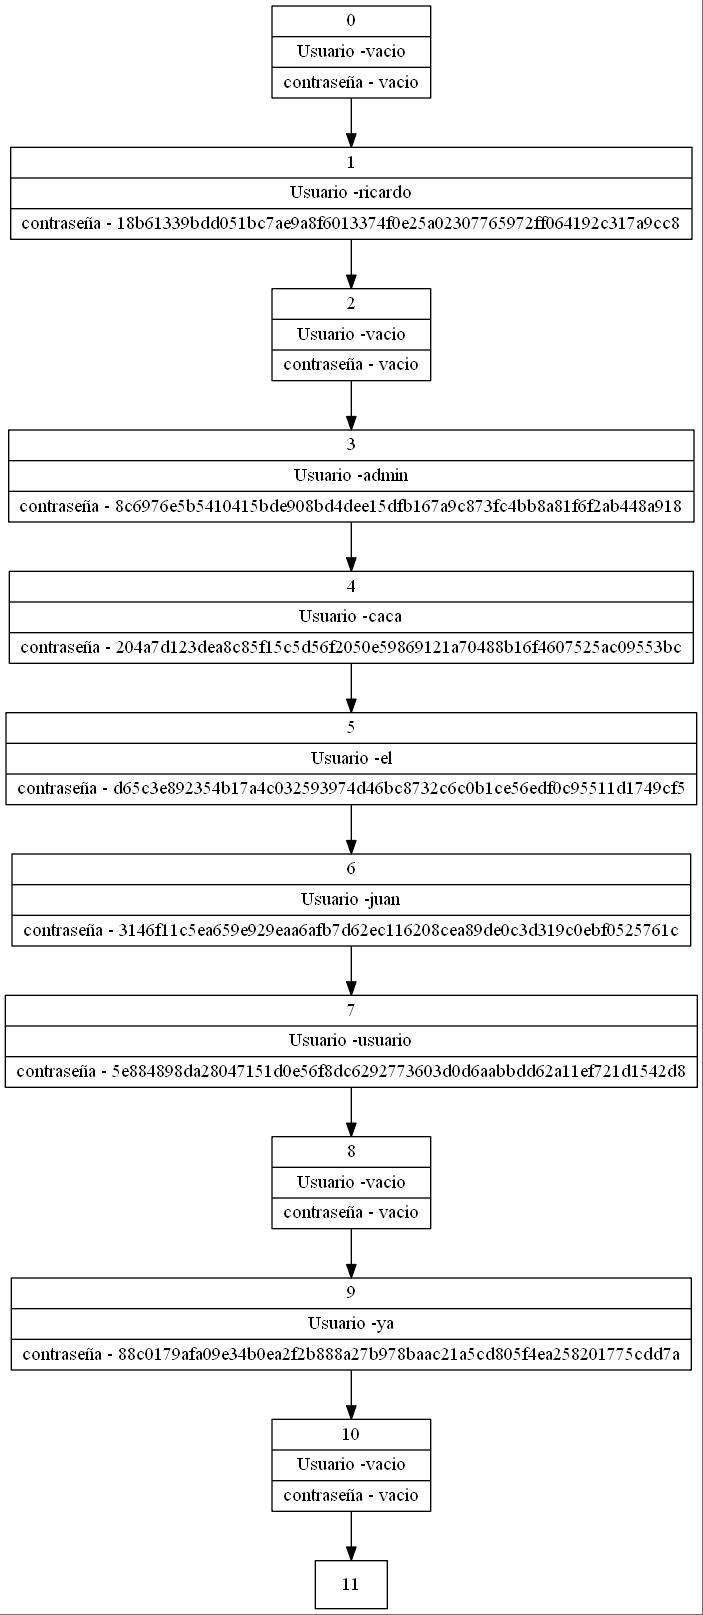 0
Usuario -vacio
contraseña - vacio
1
Usuario -ricardo
contraseña - 18b61339bdd051bc7ae9a8f6013374f0e25a02307765972ff064192c317a9cc8
2
Usuario -vacio
contraseña - vacio
3
Usuario -admin
contraseña - 8c6976e5b5410415bde908bd4dee15dfb167a9c873fc4bb8a81f6f2ab448a918
4
Usuario -caca
contraseña - 204a7d123dea8c85f15c5d56f2050e59869121a70488b16f4607525ac09553bc
5
Usuario -el
contraseña - d65c3e892354b17a4c032593974d46bc8732c6c0b1ce56edf0c95511d1749cf5
6
Usuario -juan
contraseña - 3146f11c5ea659e929eaa6afb7d62ec116208cea89de0c3d319c0ebf0525761c
7
Usuario -usuario
contraseña - 5e884898da28047151d0e56f8dc6292773603d0d6aabbdd62a11ef721d1542d8
8
Usuario -vacio
contraseña - vacio
9
Usuario -ya
contraseña - 88c0179afa09e34b0ea2f2b888a27b978baac21a5cd805f4ea258201775cdd7a
10
Usuario -vacio
contraseña - vacio
11